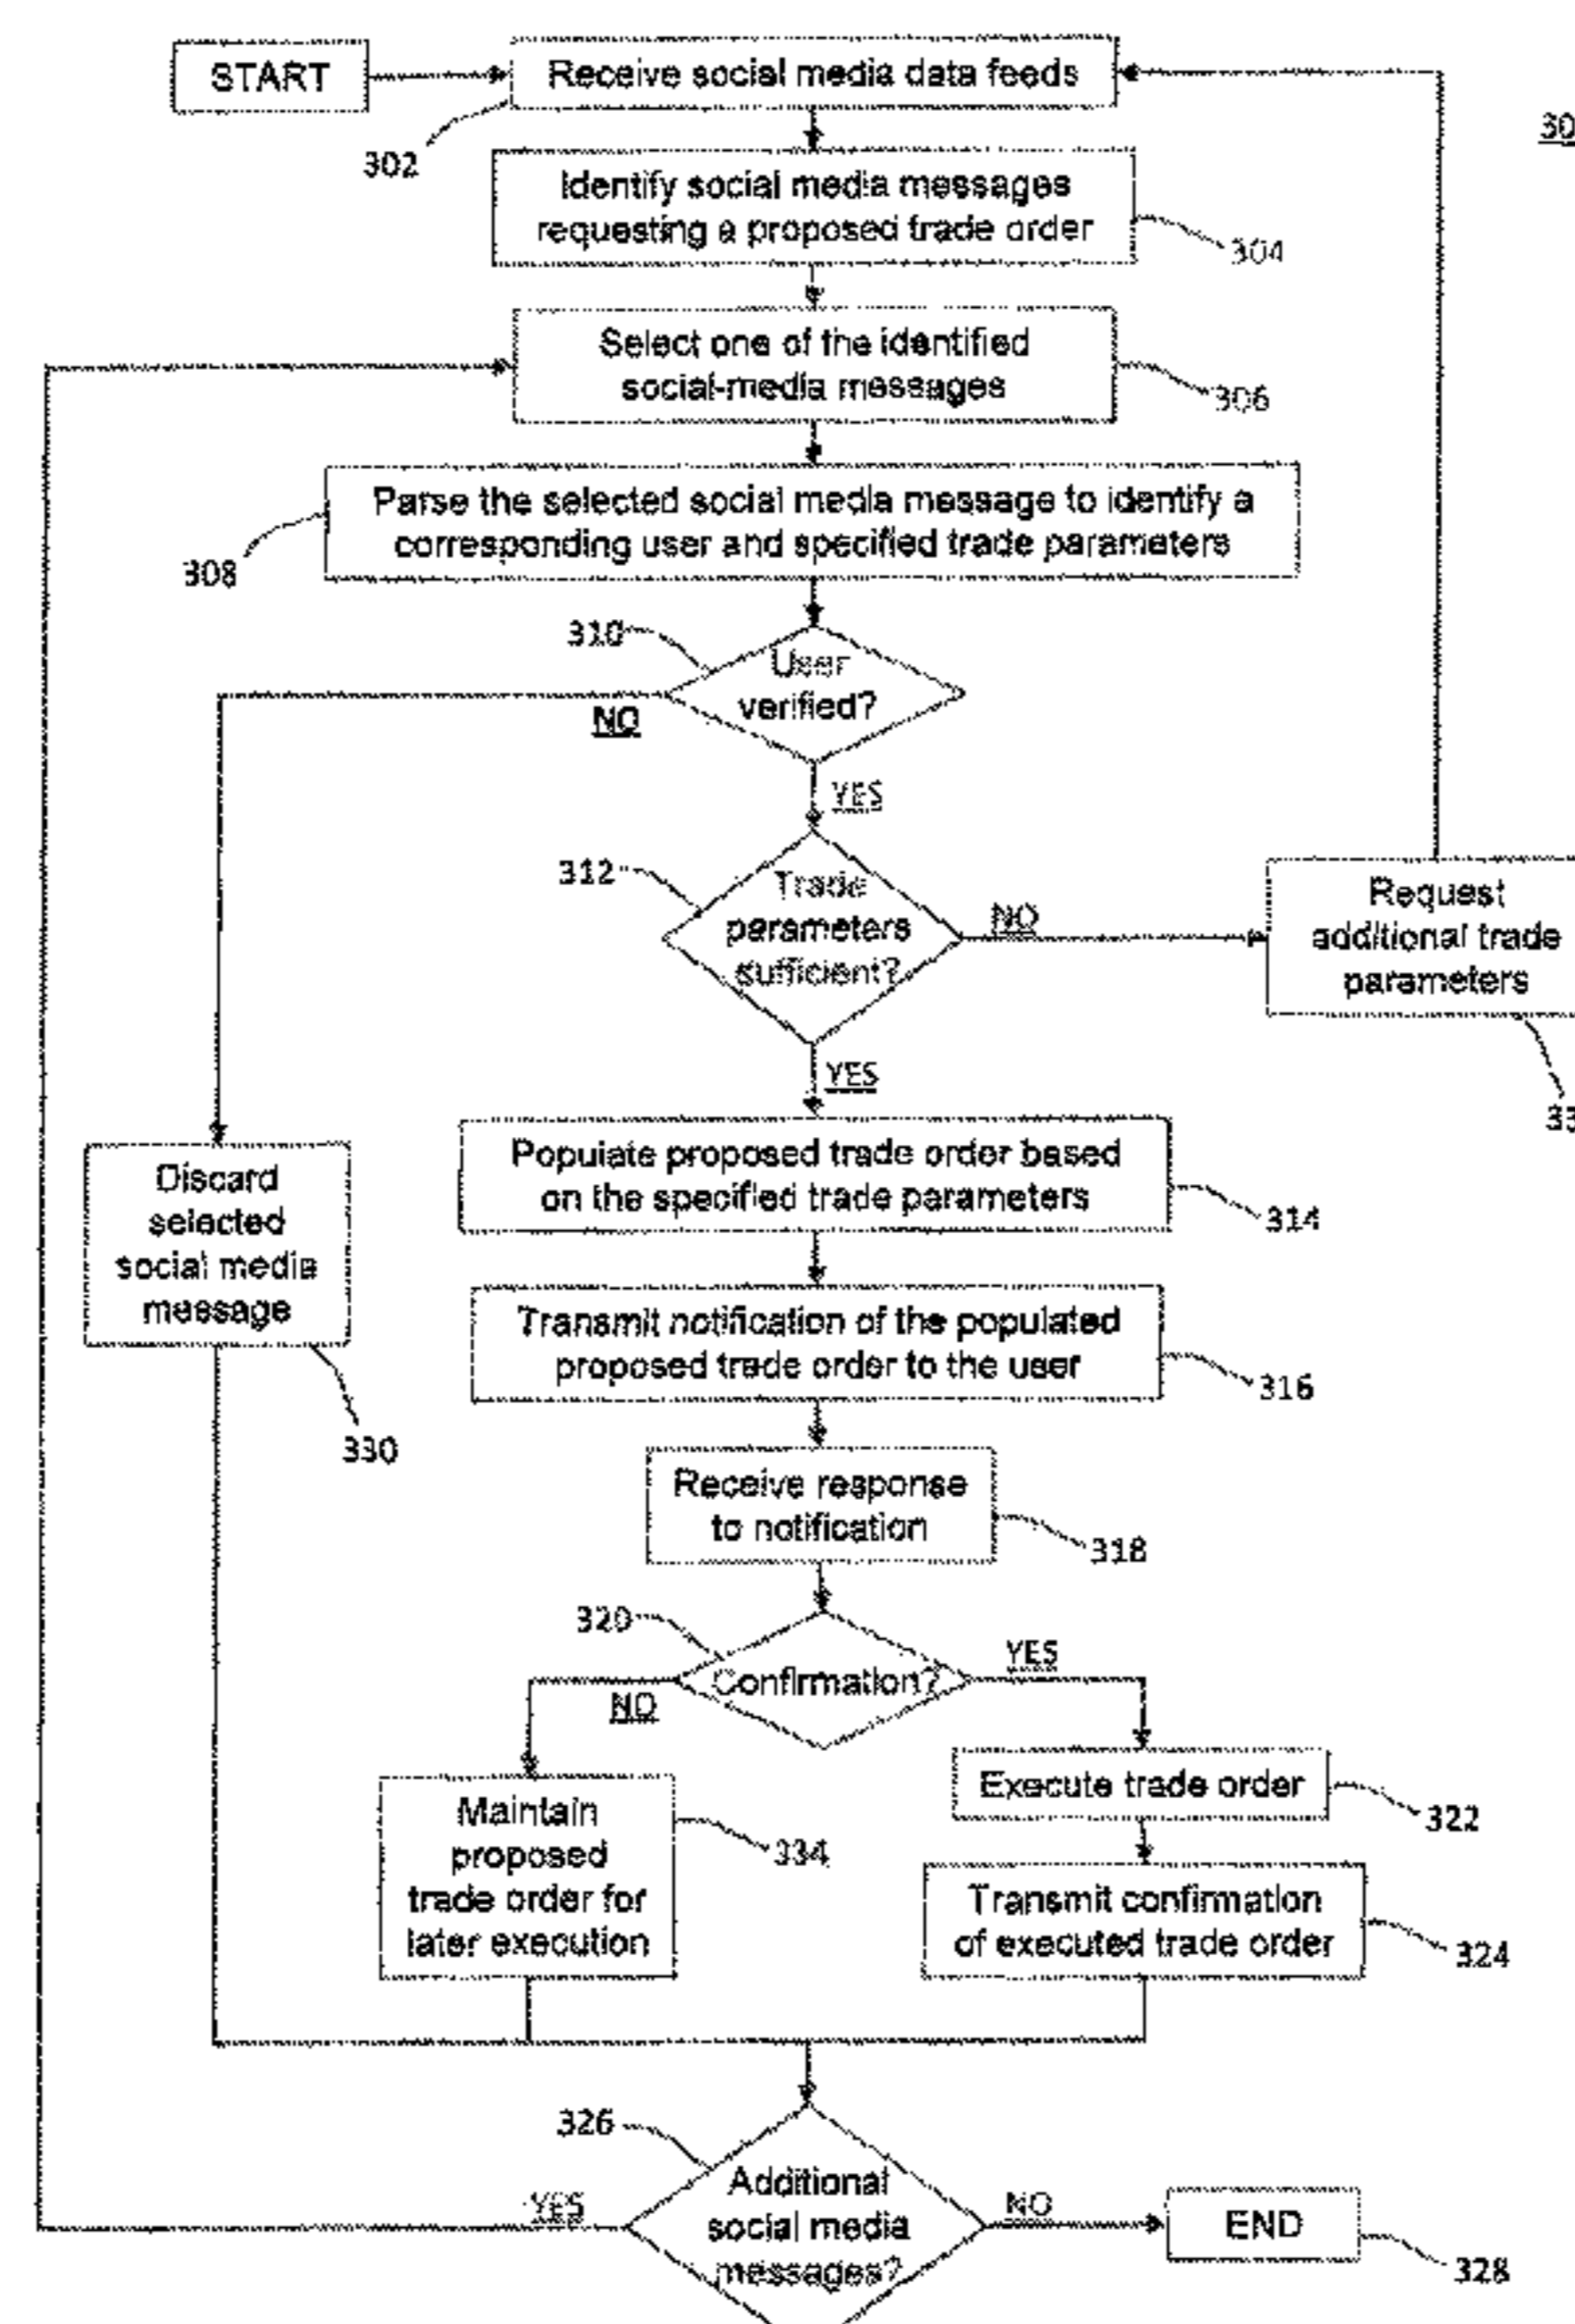 START
Receive social media data feeds
30
302
Identify social media messages
requesting a proposed trade order
304
Select one of the identified
social-media messages
306
Parse the selected social media message to identify a
corresponding user and specified trade parameters
308
310
User
verified?
NO
YES
312
Trade
parameters
sufficient?
NO
Request
additional trade
parameters
33
YES
Populate proposed trade order based
on the specified trade parameters
314
Discard
selected
social media
message
330
Transmit notification of the populated
proposed trade order to the user
316
Receive response
to notification
318
320
Confirmation?
YES
NO
Execute trade order
322
Maintain
proposed
trade order for
later execution
334
Transmit confirmation
of executed trade order
324
326
Additional
social media
messages?
YES
NO
END
328